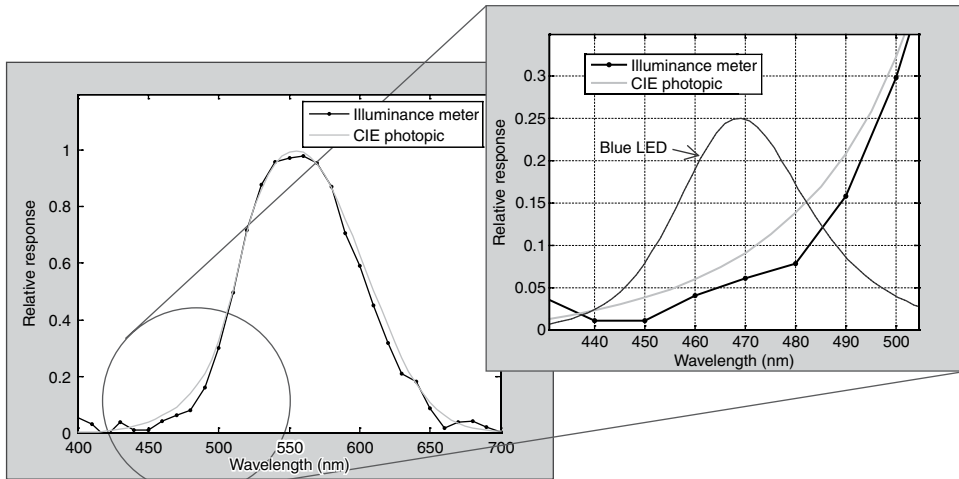 Illuminance meter
CIE photopic
1
0.8
0.6
0.4
0.2
0
400 450 500 550 600 650 700
Wavelength (nm)
Relative response
Illuminance meter
CIE photopic
Blue LED
0.3
0.25
0.2
0.15
0.1
0.05
0
440 450 460 470 480 490 500
Wavelength (nm)
Relative response